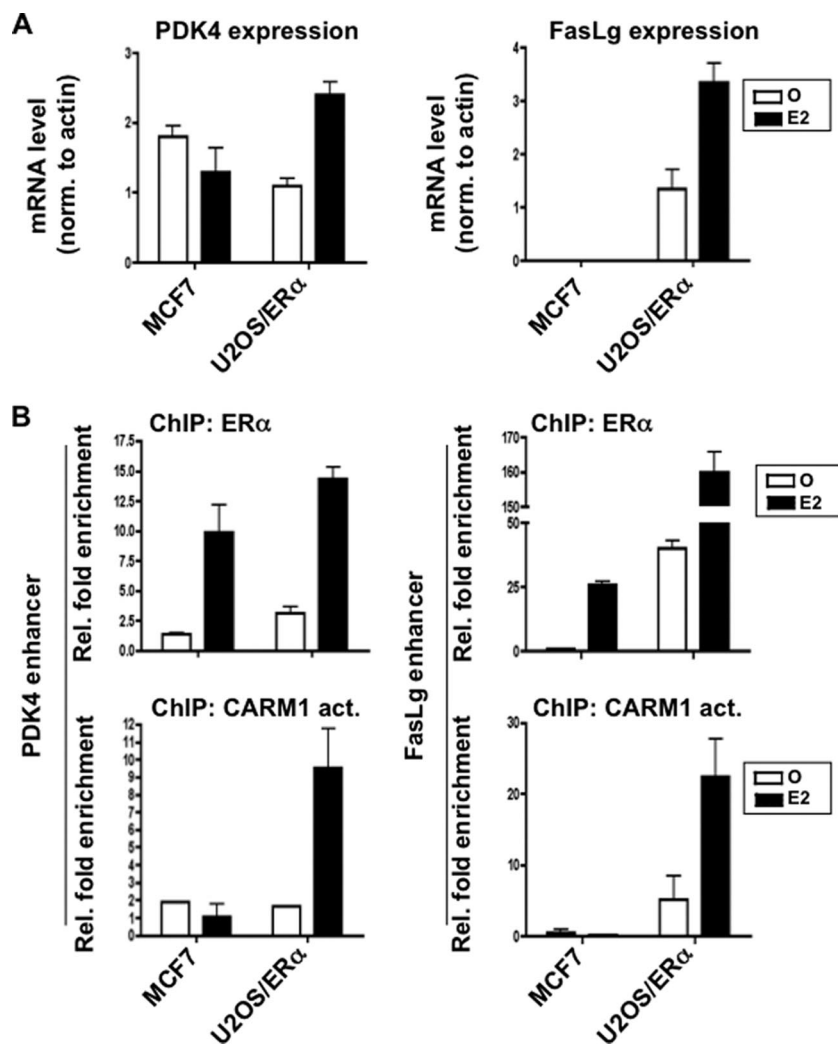 A
PDK4 expression
FasLg expression
mRNA level
(norm. to actin)
3
2
1
0
MCF7
U2OS/ERα
mRNA level
(norm. to actin)
4
3
2
1
0
MCF7
U2OS/ERα
O
E2
B
PDK4 enhancer
ChIP: ERα
Rel. fold enrichment
17.5
15.0
12.5
10.0
7.5
5.0
2.5
0.0
ChIP: CARM1 act.
Rel. fold enrichment
12
11
10
9
8
7
6
5
4
3
2
1
0
MCF7
U2OS/ERα
FasLg enhancer
ChIP: ERα
Rel. fold enrichment
170
160
150
50
25
0
O
E2
ChIP: CARM1 act.
Rel. fold enrichment
30
20
10
0
MCF7
U2OS/ERα
O
E2